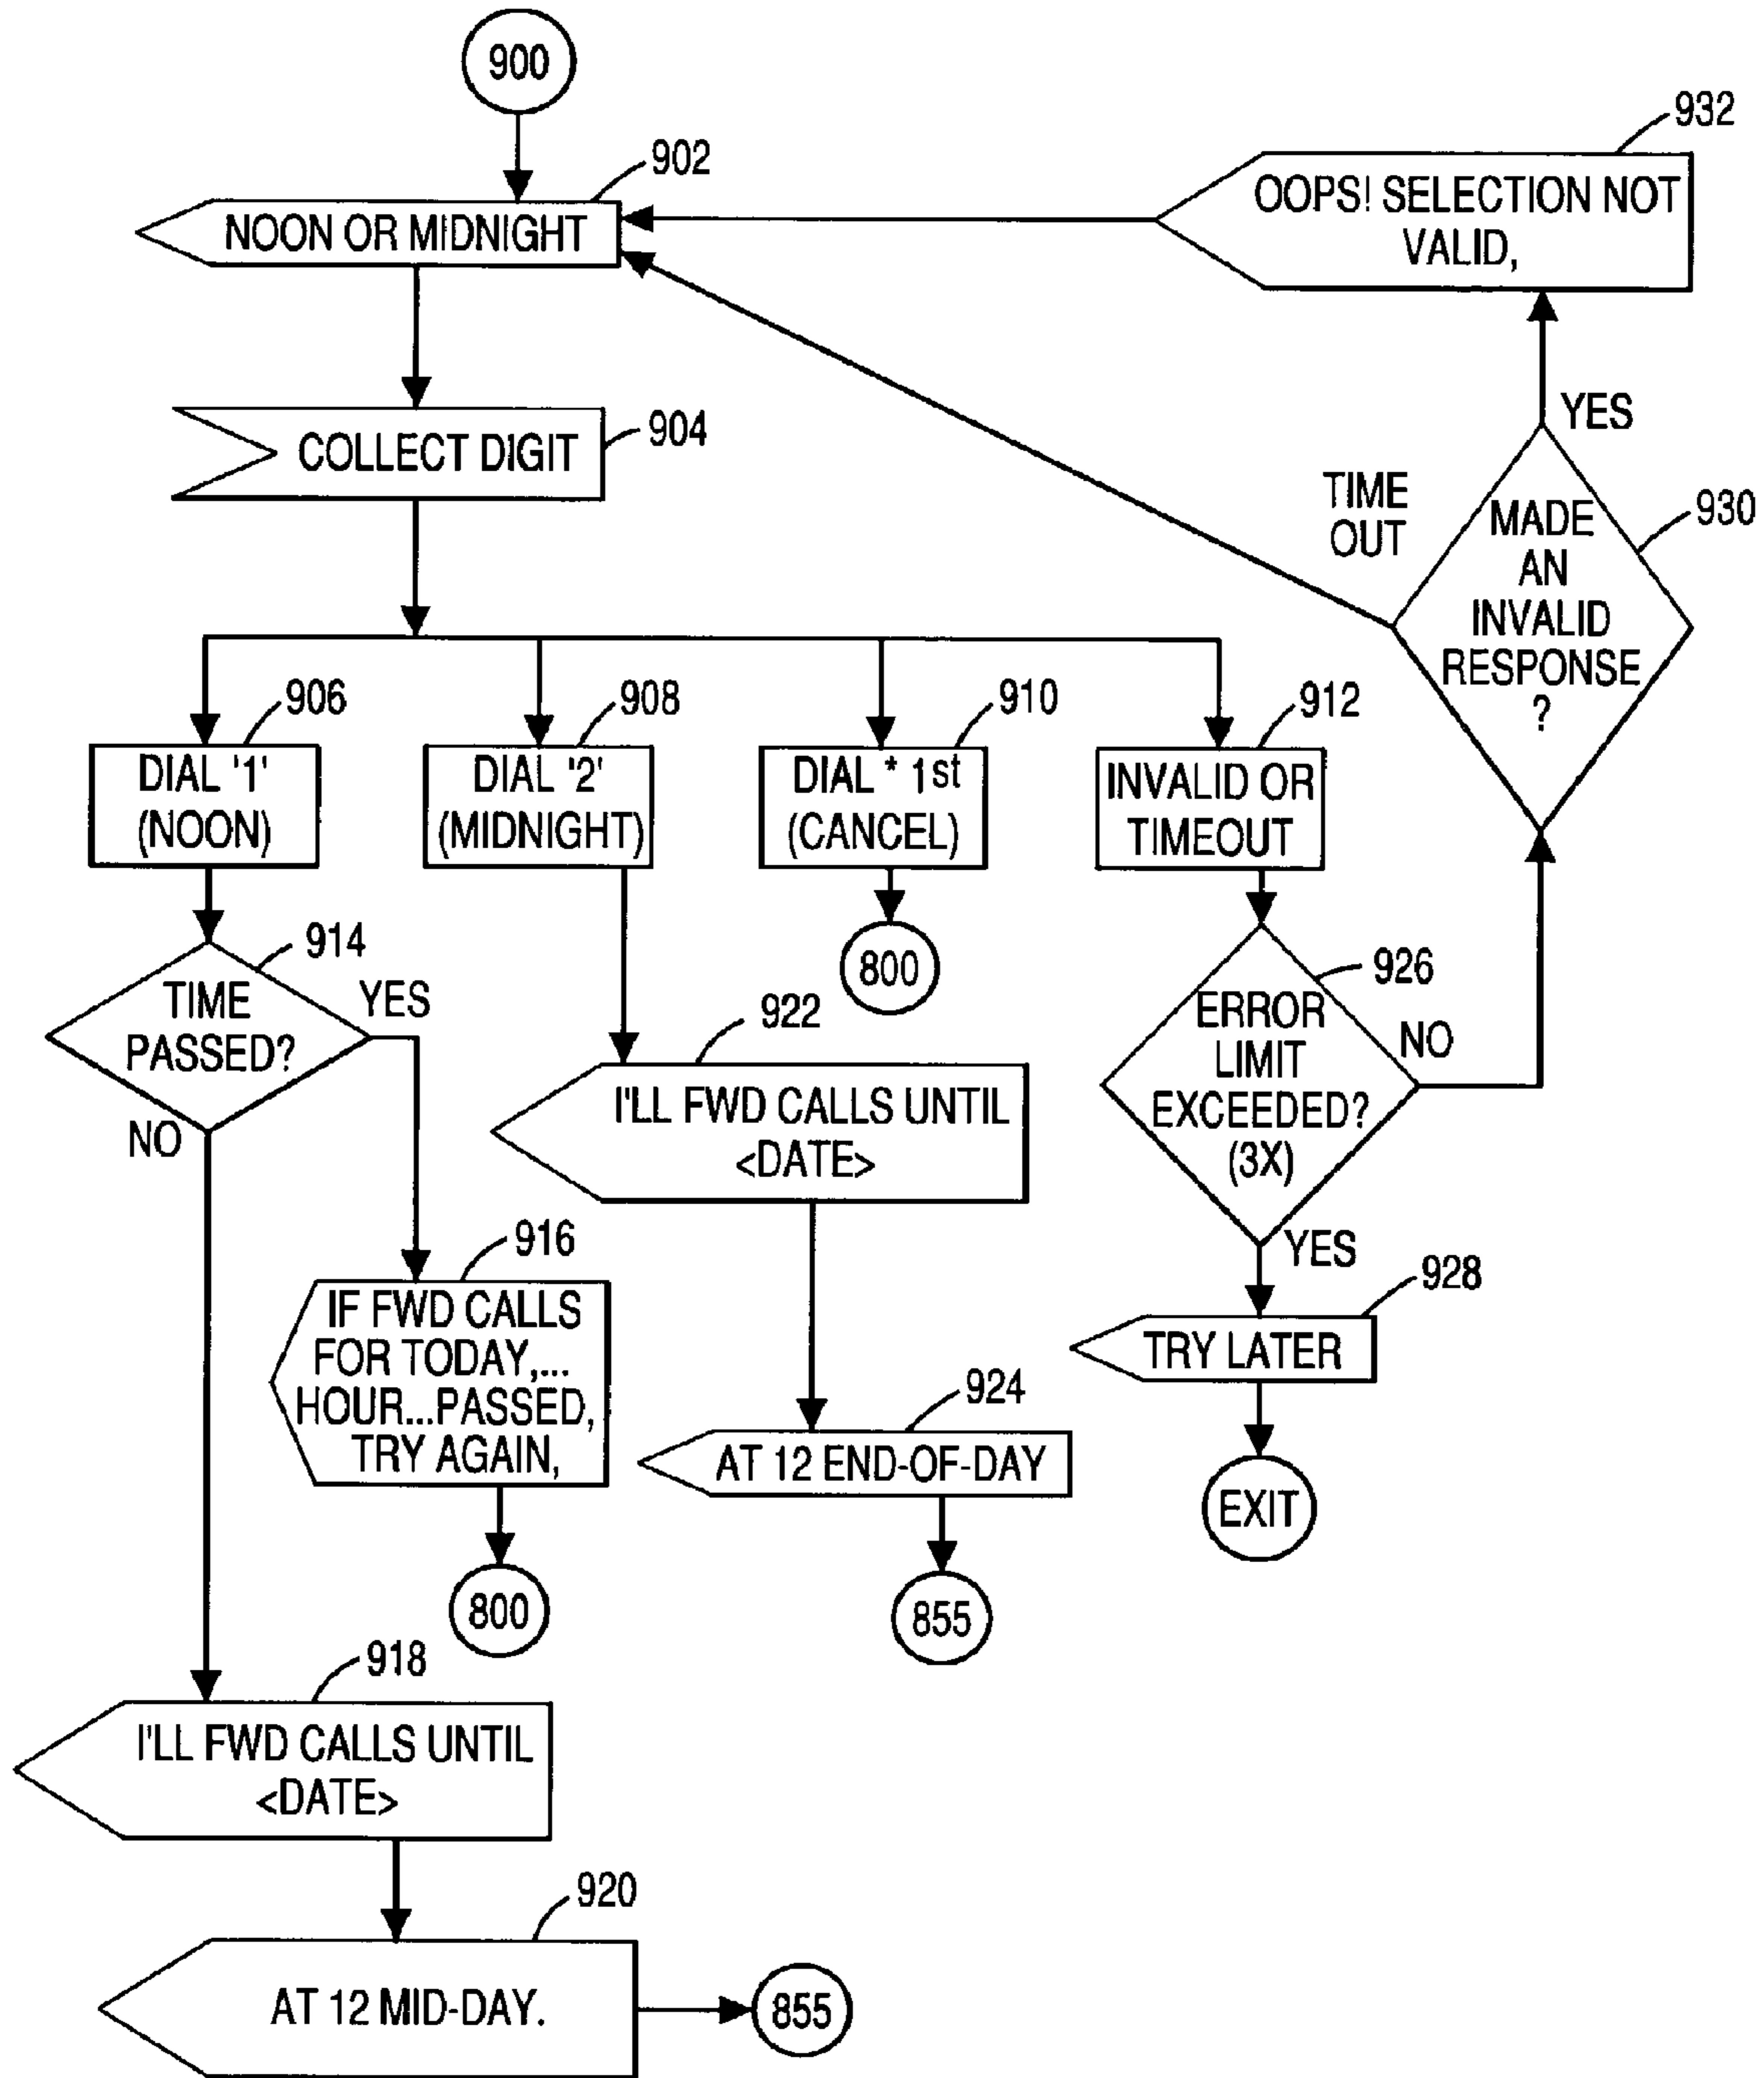 900
902
NOON OR MIDNIGHT
932
OOPS! SELECTION NOT
VALID,
904
COLLECT DIGIT
YES
TIME
OUT
930
MADE
AN
INVALID
RESPONSE
?
906
DIAL '1'
(NOON)
908
DIAL '2'
(MIDNIGHT)
910
DIAL * 1st
(CANCEL)
912
INVALID OR
TIMEOUT
914
TIME
PASSED?
YES
NO
800
922
I'LL FWD CALLS UNTIL
<DATE>
926
ERROR
LIMIT
EXCEEDED?
(3X)
NO
YES
916
IF FWD CALLS
FOR TODAY,...
HOUR...PASSED,
TRY AGAIN,
800
924
AT 12 END-OF-DAY
855
928
TRY LATER
EXIT
918
I'LL FWD CALLS UNTIL
<DATE>
920
AT 12 MID-DAY.
855